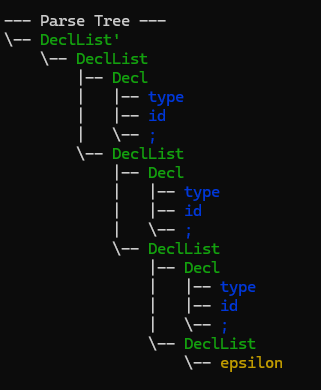 --- Parse Tree ---
\-- DeclList'
    \-- DeclList
        |-- Decl
        |   |-- type
        |   |-- id
        |   \-- ;
        \-- DeclList
            |-- Decl
            |   |-- type
            |   |-- id
            |   \-- ;
            \-- DeclList
                |-- Decl
                |   |-- type
                |   |-- id
                |   \-- ;
                \-- DeclList
                    \-- epsilon